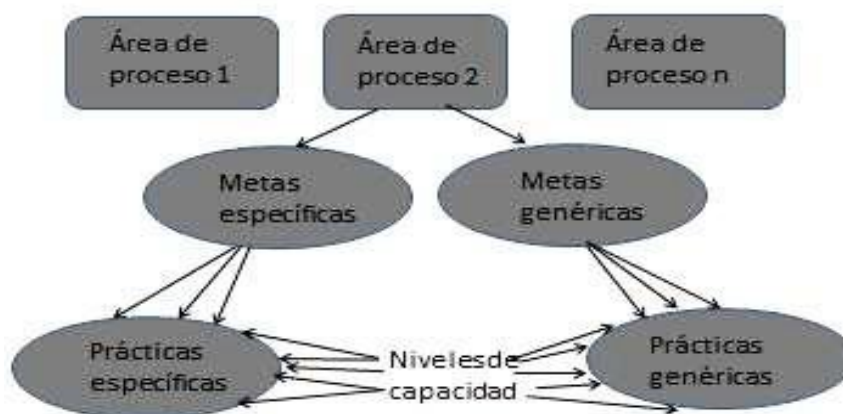 Área de
proceso 1
Área de
proceso 2
Área de
proceso n
Metas
específicas
Metas
genéricas
Prácticas
específicas
Nivelesde
capacidad
Prácticas
genéricas